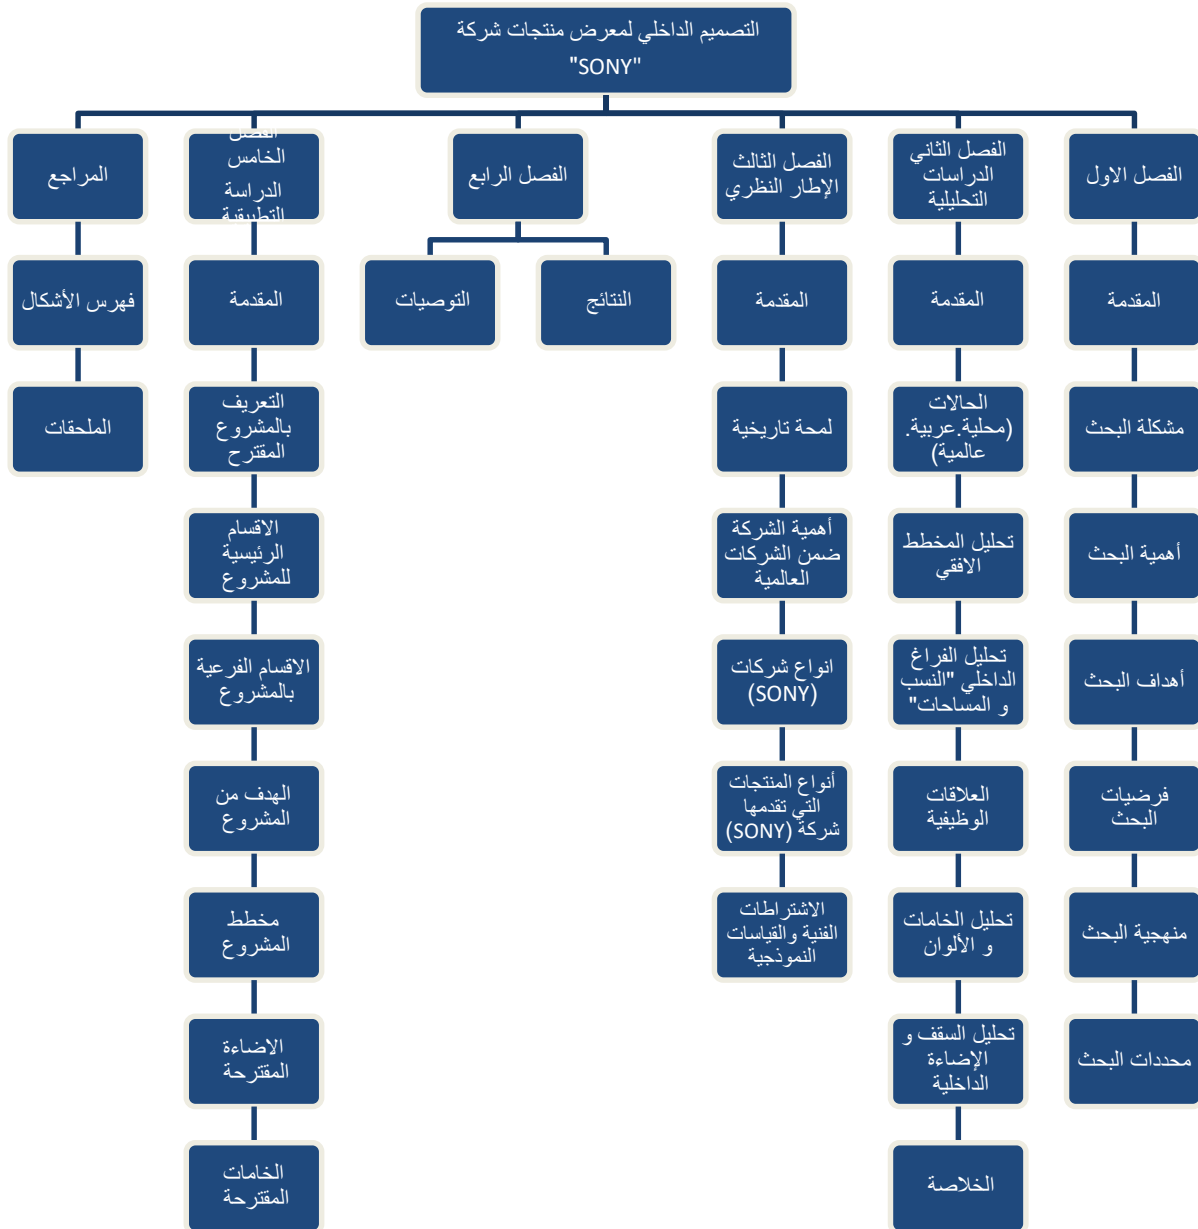 التصميم الداخلي لمعرض منتجات شركة
"SONY"
الفصل الاول
المقدمة
مشكلة البحث
أهمية البحث
أهداف البحث
فرضيات
البحث
منهجية البحث
محددات البحث
الفصل الثاني
الدراسات
التحليلية
المقدمة
الحالات
(محلية.عربية.
عالمية)
تحليل المخطط
الافقي
تحليل الفراغ
الداخلي "النسب
و المساحات"
العلاقات
الوظيفية
تحليل الخامات
و الألوان
تحليل السقف و
الإضاءة
الداخلية
الخلاصة
الفصل الثالث
الإطار النظري
المقدمة
لمحة تاريخية
أهمية الشركة
ضمن الشركات
العالمية
انواع شركات
(SONY)
أنواع المنتجات
التي تقدمها
شركة (SONY)
الاشتراطات
الفنية والقياسات
النموذجية
الفصل الرابع
النتائج
التوصيات
الفصل
الخامس
الدراسة
التطبيقية
المقدمة
التعريف
بالمشروع
المقترح
الاقسام
الرئيسية
للمشروع
الاقسام الفرعية
بالمشروع
الهدف من
المشروع
مخطط
المشروع
الاضاءة
المقترحة
الخامات
المقترحة
المراجع
فهرس الأشكال
الملحقات